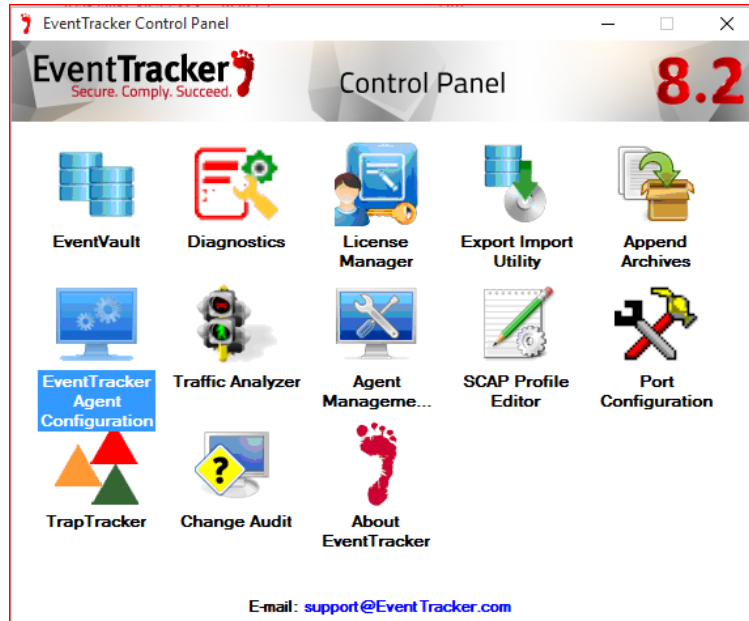 EventTracker Control Panel
EventTracker
Secure. Comply. Succeed.
Control Panel
8.2
EventVault
Diagnostics
License
Manager
Export Import
Utility
Append
Archives
EventTracker
Agent
Configuration
Traffic Analyzer
Agent
Manageme...
SCAP Profile
Editor
Port
Configuration
TrapTracker
?
Change Audit
About
EventTracker
E-mail: support@EventTracker.com